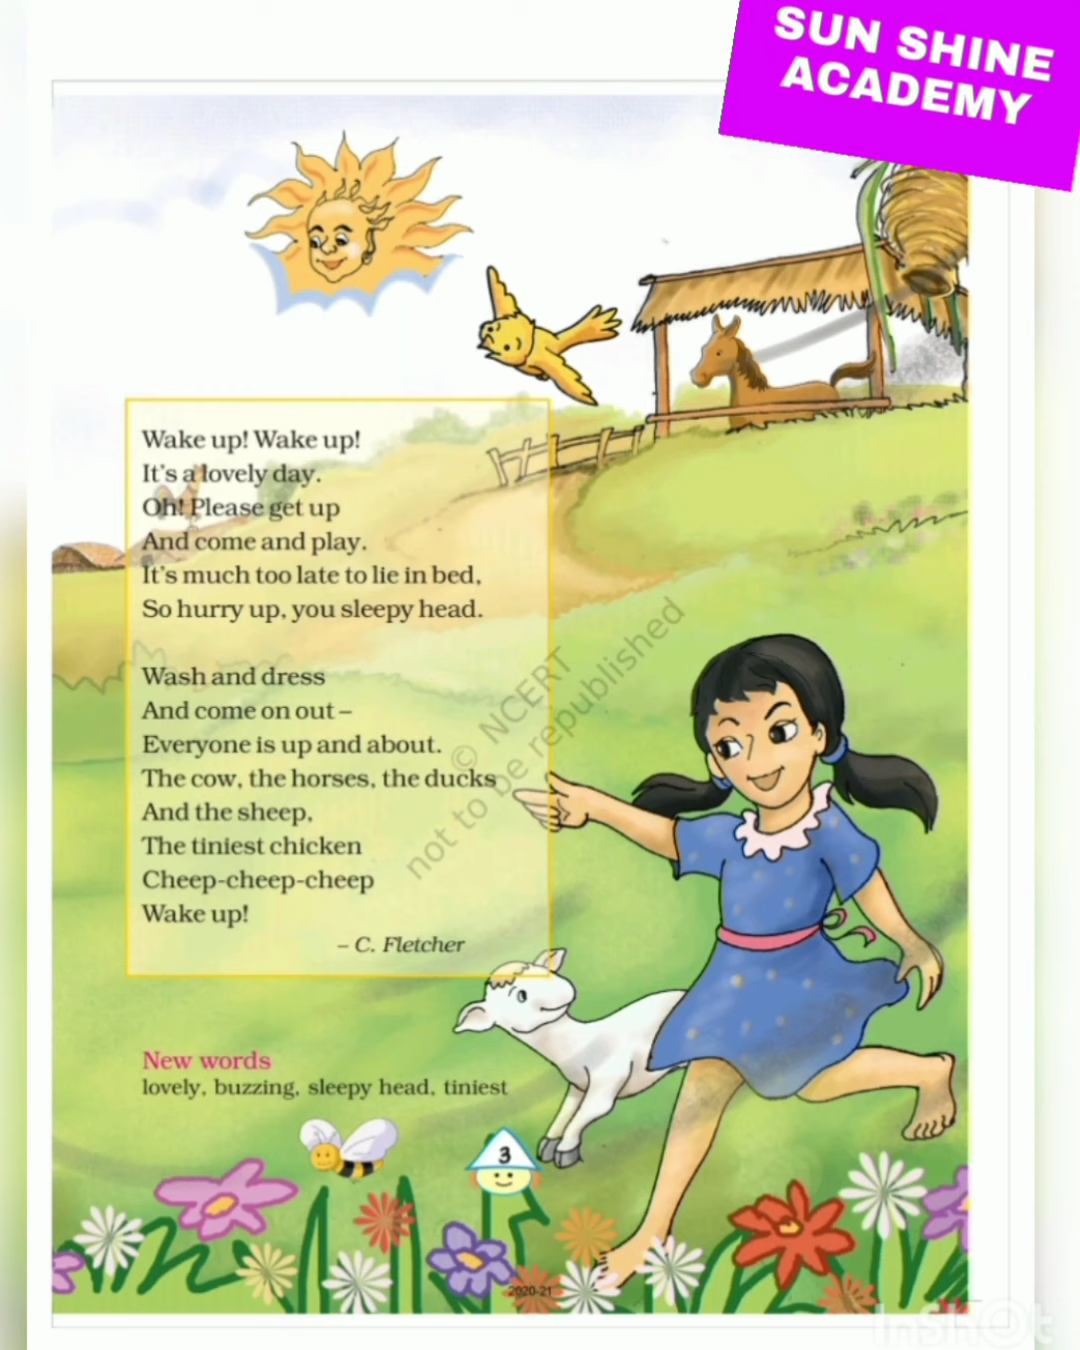 SUN SHINE
ACADEMY
Wake up! Wake up!
It's a lovely day.
Oh! Please get up
And come and play.
It's much too late to lie in bed,
So hurry up, you sleepy head.
Wash and dress
And come on out –
Everyone is up and about.
The cow, the horses, the ducks
And the sheep,
The tiniest chicken
Cheep-cheep-cheep
Wake up!
– C. Fletcher
© NCERT
not to be republished
New words
lovely, buzzing, sleepy head, tiniest
3
2020-21
InShOt